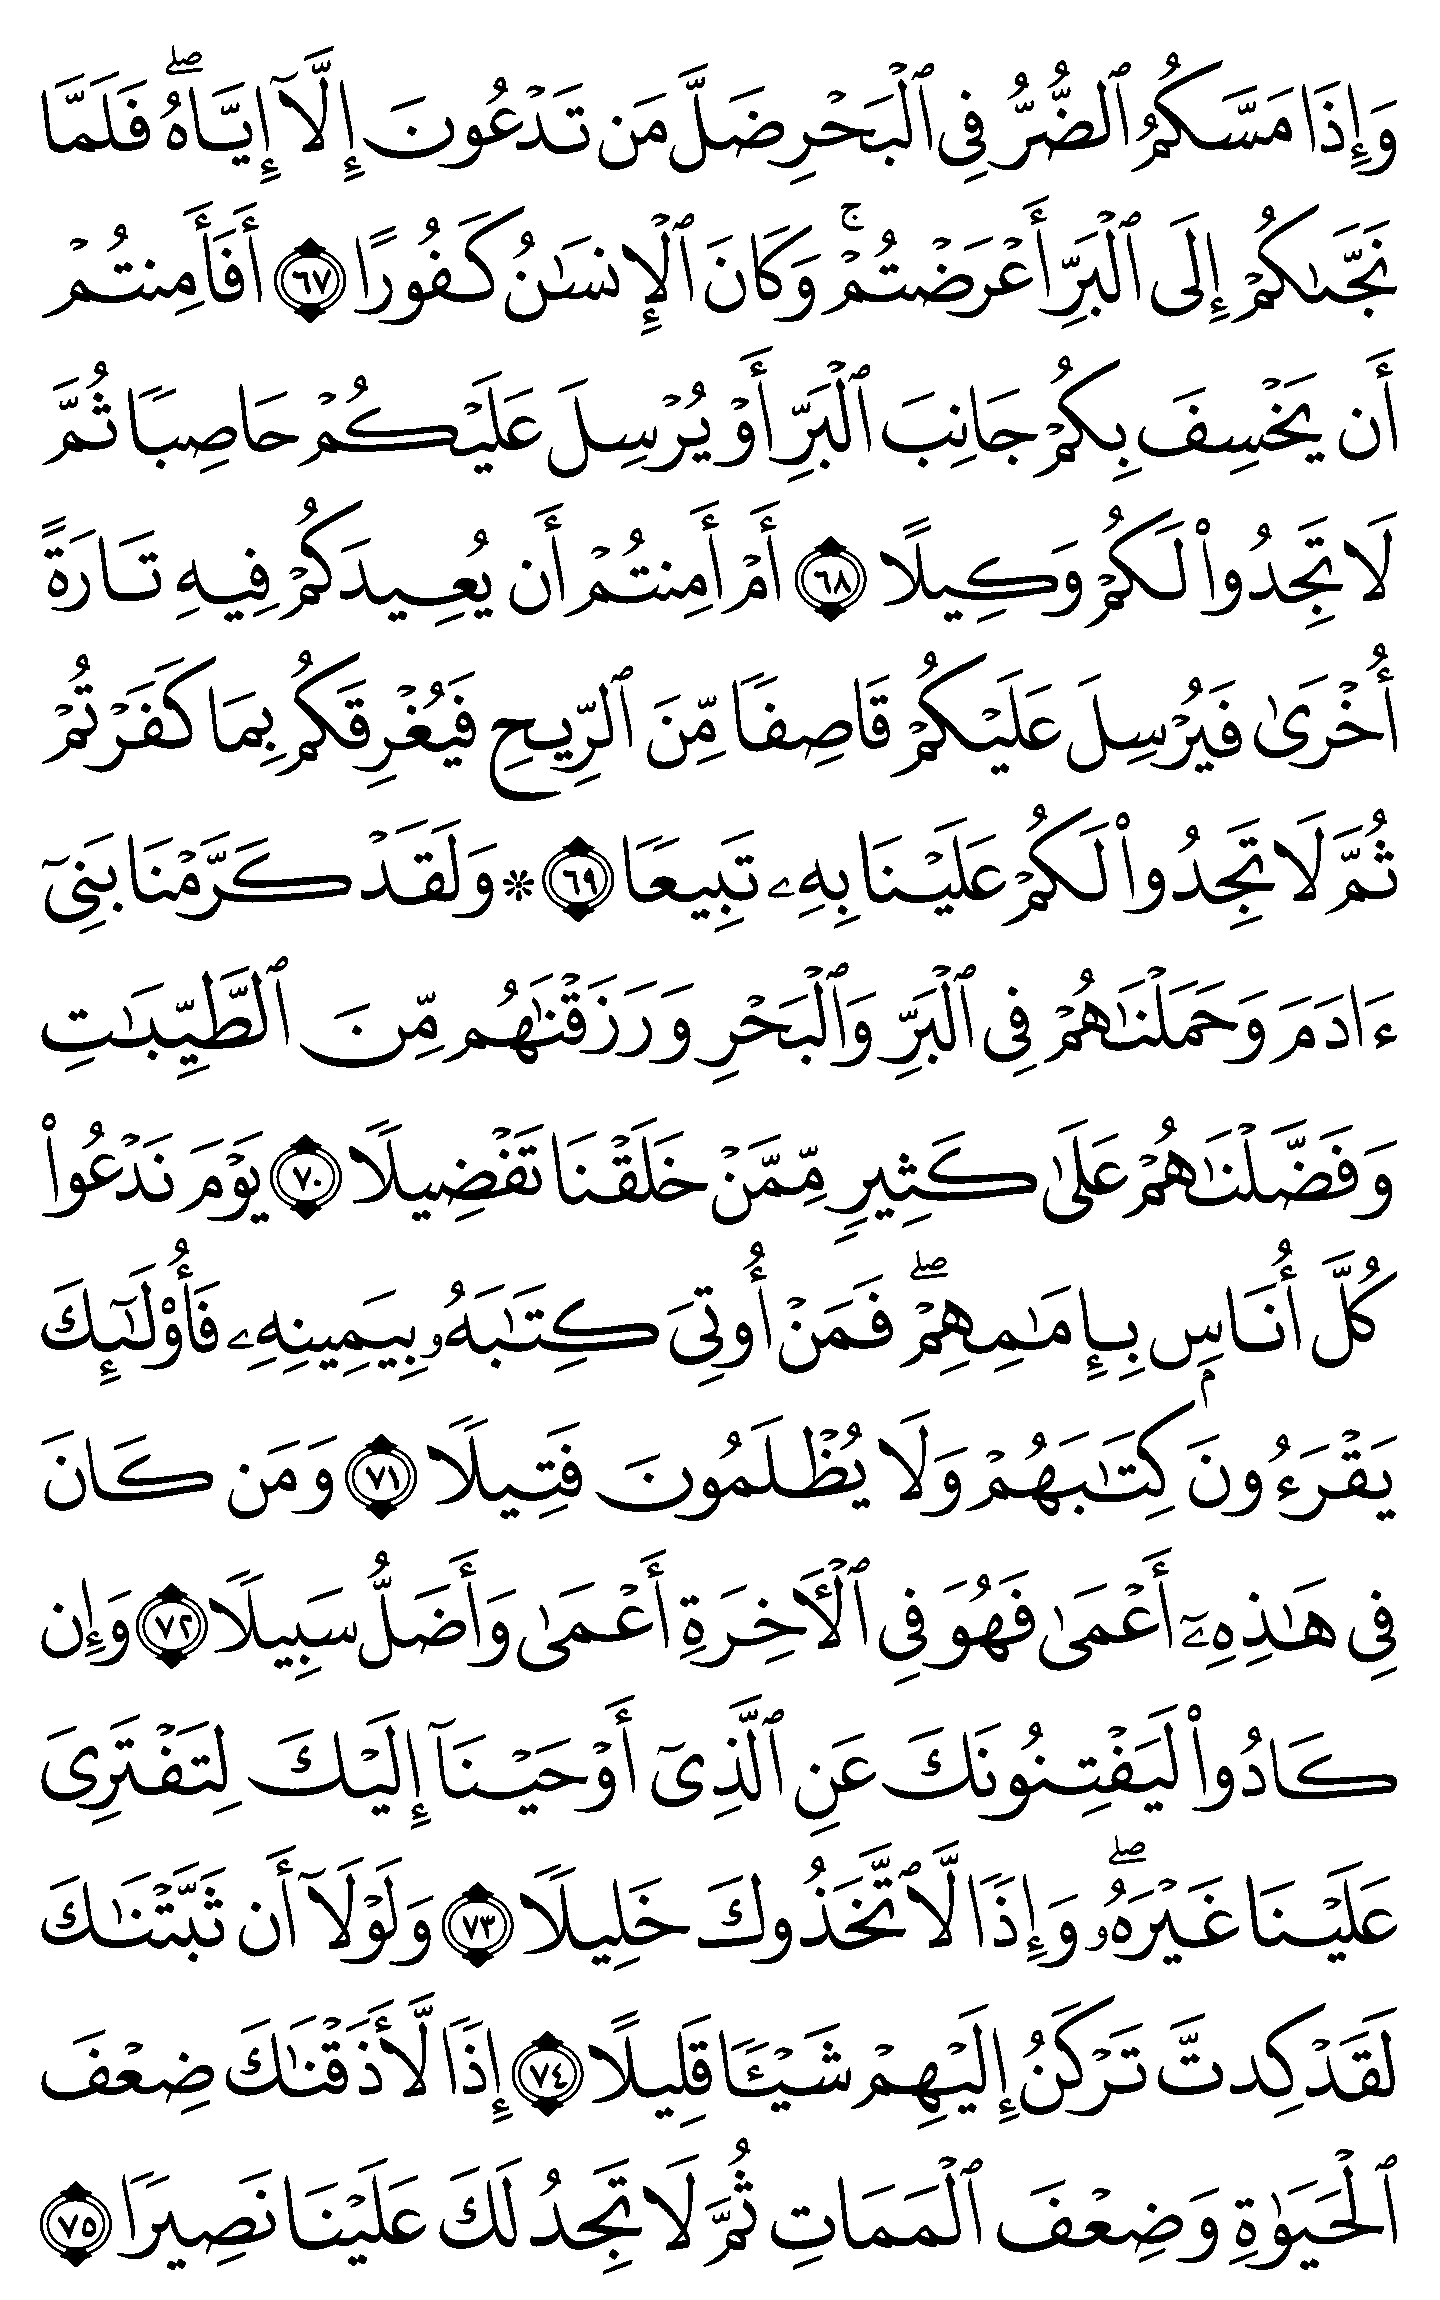 وَإِذَا مَسَّكُمُ ٱلضُّرُّ فِى ٱلْبَحْرِ ضَلَّ مَن تَدْعُونَ إِلَّآ إِيَّاهُ ۖ فَلَمَّا
نَجَّىٰكُمْ إِلَى ٱلْبَرِّ أَعْرَضْتُمْ ۚ وَكَانَ ٱلْإِنسَٰنُ كَفُورًا ٦٧ أَفَأَمِنتُمْ
أَن يَخْسِفَ بِكُمْ جَانِبَ ٱلْبَرِّ أَوْ يُرْسِلَ عَلَيْكُمْ حَاصِبًا ثُمَّ
لَا تَجِدُوا۟ لَكُمْ وَكِيلًا ٦٨ أَمْ أَمِنتُمْ أَن يُعِيدَكُمْ فِيهِ تَارَةً
أُخْرَىٰ فَيُرْسِلَ عَلَيْكُمْ قَاصِفًا مِّنَ ٱلرِّيحِ فَيُغْرِقَكُم بِمَا كَفَرْتُمْ
ثُمَّ لَا تَجِدُوا۟ لَكُمْ عَلَيْنَا بِهِۦ تَبِيعًا ٦٩ ۞ وَلَقَدْ كَرَّمْنَا بَنِىٓ
ءَادَمَ وَحَمَلْنَٰهُمْ فِى ٱلْبَرِّ وَٱلْبَحْرِ وَرَزَقْنَٰهُم مِّنَ ٱلطَّيِّبَٰتِ
وَفَضَّلْنَٰهُمْ عَلَىٰ كَثِيرٍ مِّمَّنْ خَلَقْنَا تَفْضِيلًا ٧٠ يَوْمَ نَدْعُوا۟
كُلَّ أُنَاسٍۭ بِإِمَٰمِهِمْ ۖ فَمَنْ أُوتِىَ كِتَٰبَهُۥ بِيَمِينِهِۦ فَأُو۟لَٰٓئِكَ
يَقْرَءُونَ كِتَٰبَهُمْ وَلَا يُظْلَمُونَ فَتِيلًا ٧١ وَمَن كَانَ
فِى هَٰذِهِۦٓ أَعْمَىٰ فَهُوَ فِى ٱلْـَٔاخِرَةِ أَعْمَىٰ وَأَضَلُّ سَبِيلًا ٧٢ وَإِن
كَادُوا۟ لَيَفْتِنُونَكَ عَنِ ٱلَّذِىٓ أَوْحَيْنَآ إِلَيْكَ لِتَفْتَرِىَ
عَلَيْنَا غَيْرَهُۥ ۖ وَإِذًا لَّٱتَّخَذُوكَ خَلِيلًا ٧٣ وَلَوْلَآ أَن ثَبَّتْنَٰكَ
لَقَدْ كِدتَّ تَرْكَنُ إِلَيْهِمْ شَيْـًٔا قَلِيلًا ٧٤ إِذًا لَّأَذَقْنَٰكَ ضِعْفَ
ٱلْحَيَوٰةِ وَضِعْفَ ٱلْمَمَاتِ ثُمَّ لَا تَجِدُ لَكَ عَلَيْنَا نَصِيرًا ٧٥